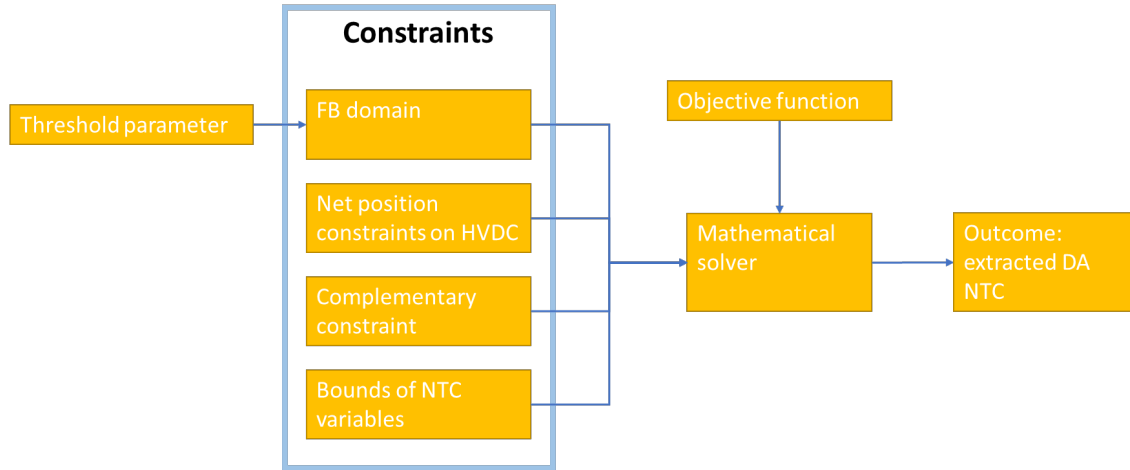 Constraints
Threshold parameter
FB domain
Net position
constraints on HVDC
Complementary
constraint
Bounds of NTC
variables
Objective function
Mathematical
solver
Outcome:
extracted DA
NTC